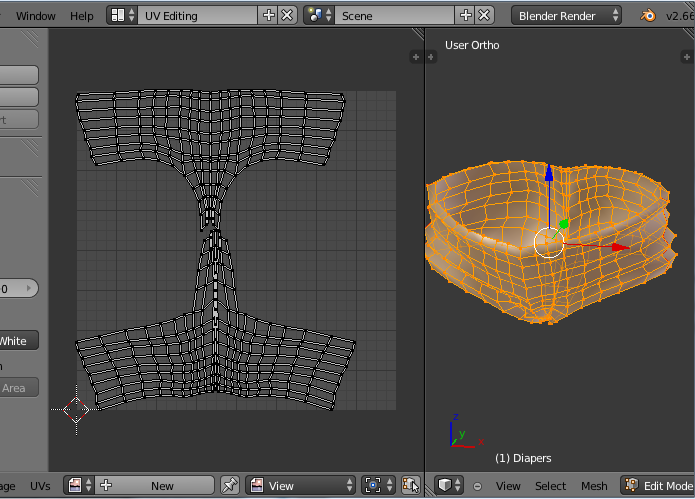 Window Help UV Editing Scene Blender Render v2.66
User Ortho
rt
0
White
n
Area
z
y
x
(1) Diapers
age UVs New View View Select Mesh Edit Mode